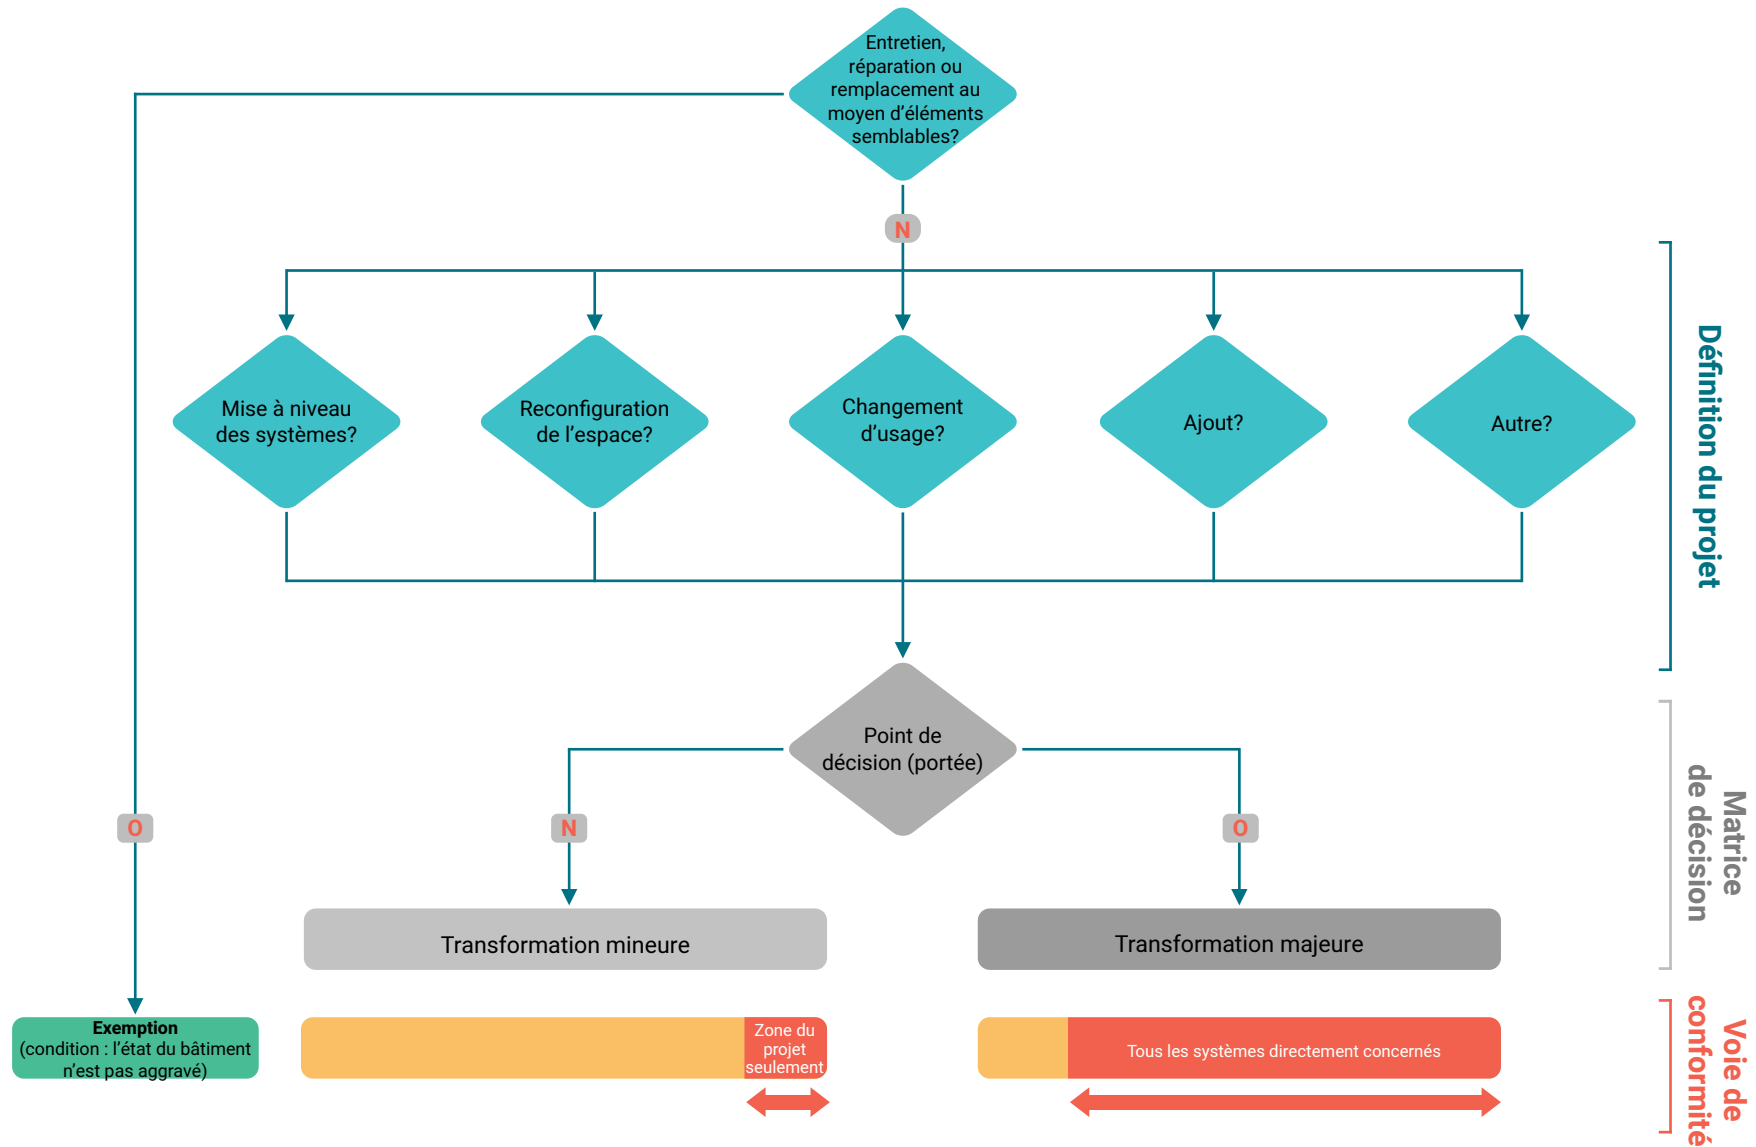 Entretien,
réparation ou
remplacement au
moyen d’éléments
semblables?
N
Mise à niveau
des systèmes?
Reconfiguration
de l’espace?
Changement
d’usage?
Ajout?
Autre?
Définition du projet
Point de
décision (portée)
O
N
O
Transformation mineure
Transformation majeure
Matrice
de décision
Exemption
(condition : l’état du bâtiment
n’est pas aggravé)
Zone du
projet
seulement
Tous les systèmes directement concernés
Voie de
conformité